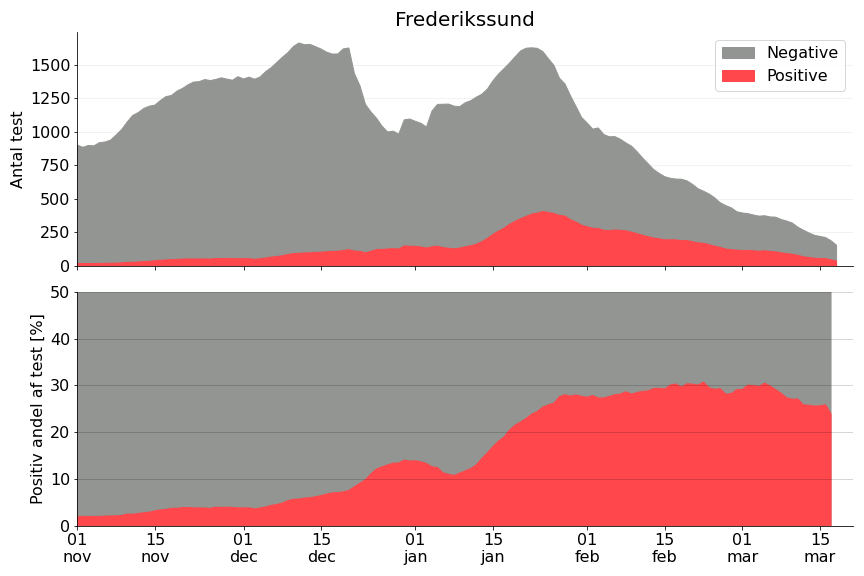 Frederikssund
Antal test
1500
1250
1000
750
500
250
0
Negative
Positive
Positiv andel af test [%]
50
40
30
20
10
0
01 15 01 15 01 15 01 15 01 15
nov nov dec dec jan jan feb feb mar mar